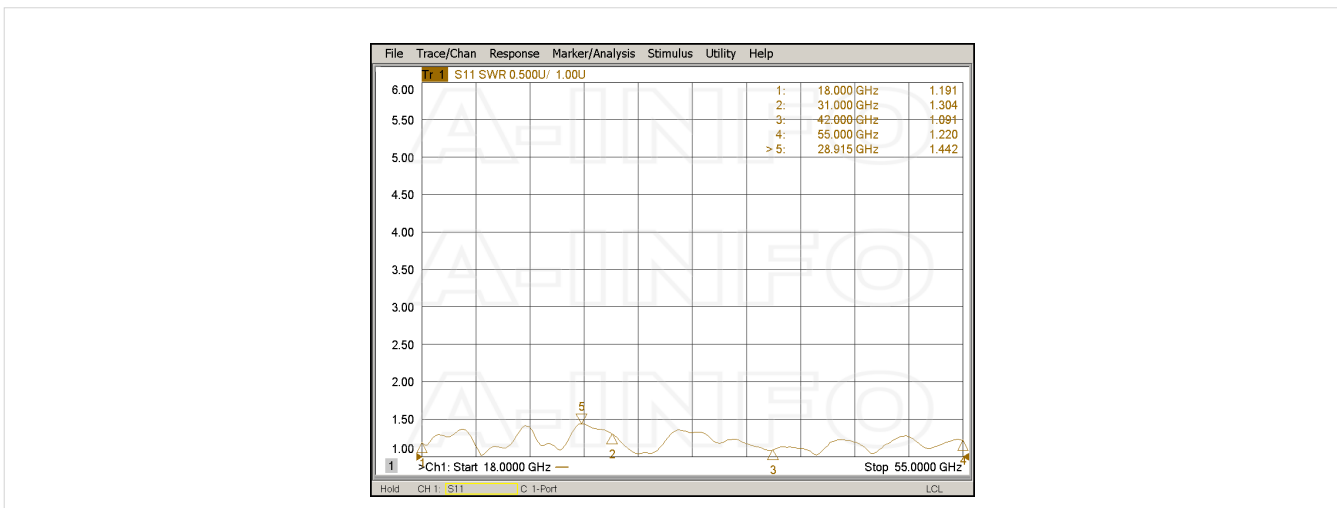 File Trace/Chan Response Marker/Analysis Stimulus Utility Help
Tr 1 S11 SWR 0.500U/ 1.00U
6.00
1: 18.000 GHz 1.191
2: 31.000 GHz 1.304
5.50
3: 42.000 GHz 1.091
4: 55.000 GHz 1.220
> 5: 28.915 GHz 1.442
5.00
4.50
4.00
A-INFO
3.50
3.00
2.50
2.00
5
1.50
1.00
1
2
3
4
1 >Ch1: Start 18.0000 GHz Stop 55.0000 GHz
Hold CH 1: S11 C 1-Port LCL
A-INFO
A-INFO